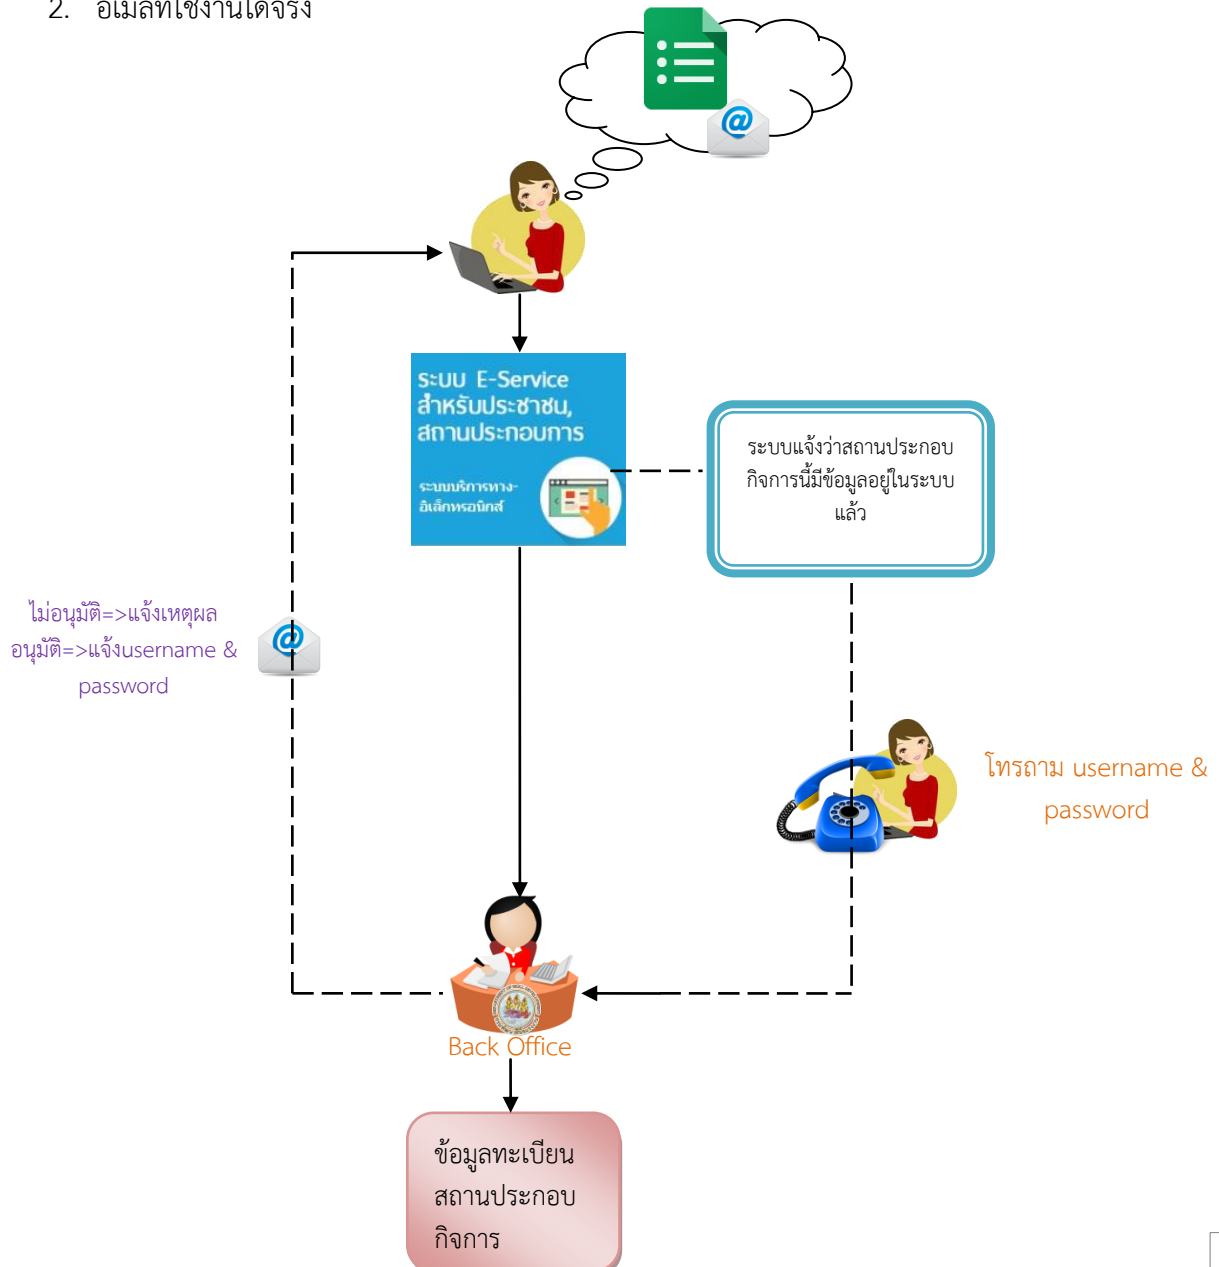 2. อีเมลที่ใช้งานได้จริง
ระบบ E-Service
สำหรับประชาชน,
สถานประกอบการ
ระบบบริการทาง-
อิเล็กทรอนิกส์
ระบบแจ้งว่าสถานประกอบ
กิจการนี้มีข้อมูลอยู่ในระบบ
แล้ว
ไม่อนุมัติ=>แจ้งเหตุผล
อนุมัติ=>แจ้งusername &
password
โทรถาม username &
password
Back Office
ข้อมูลทะเบียน
สถานประกอบ
กิจการ